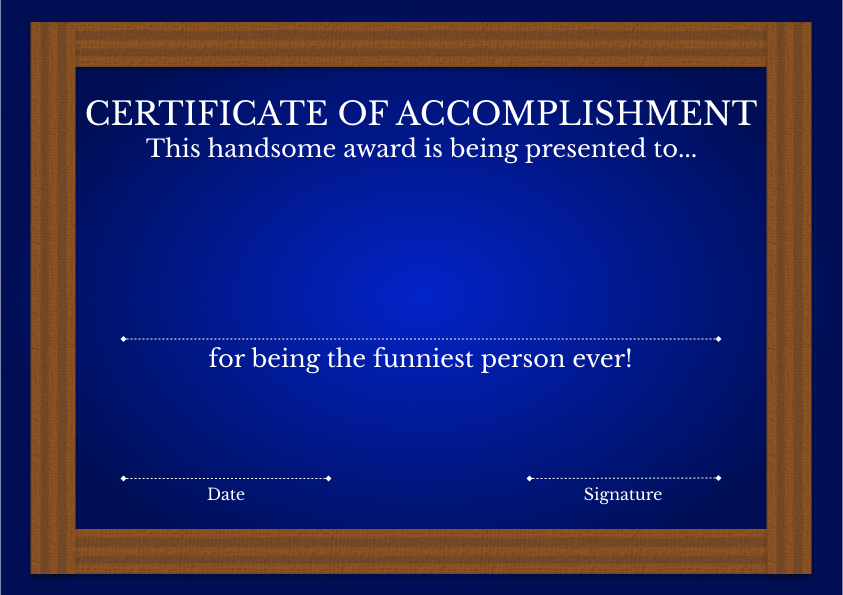 CERTIFICATE OF ACCOMPLISHMENT
This handsome award is being presented to...
for being the funniest person ever!
Date
Signature